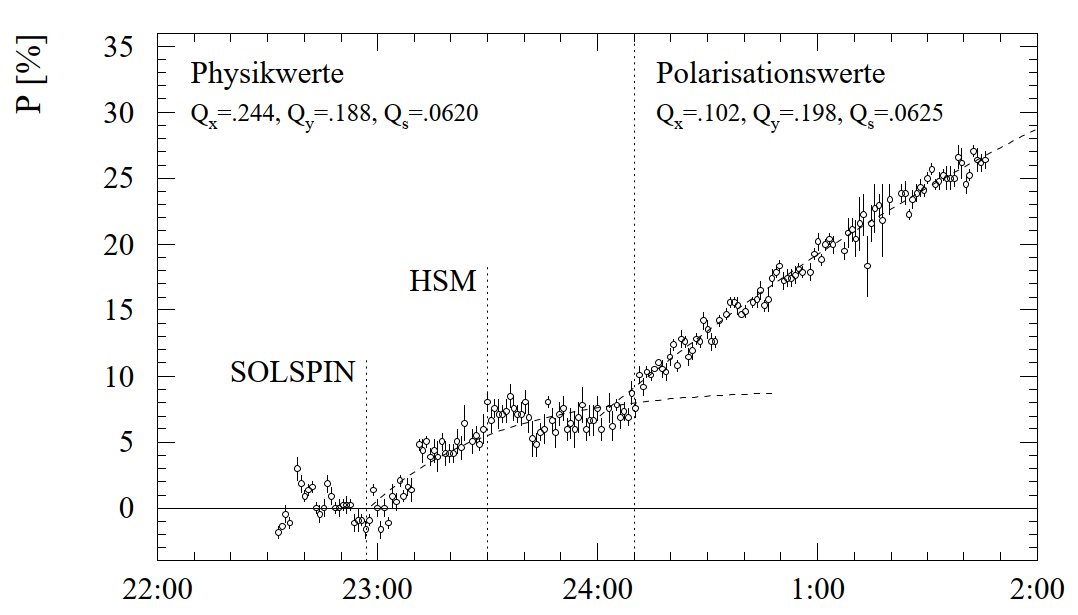 P [%]
35
Physikwerte
Polarisationswerte
30
Qx=.244, Qy=.188, Qs=.0620
Qx=.102, Qy=.198, Qs=.0625
25
20
HSM
15
SOLSPIN
10
5
0
22:00 23:00 24:00 1:00 2:00